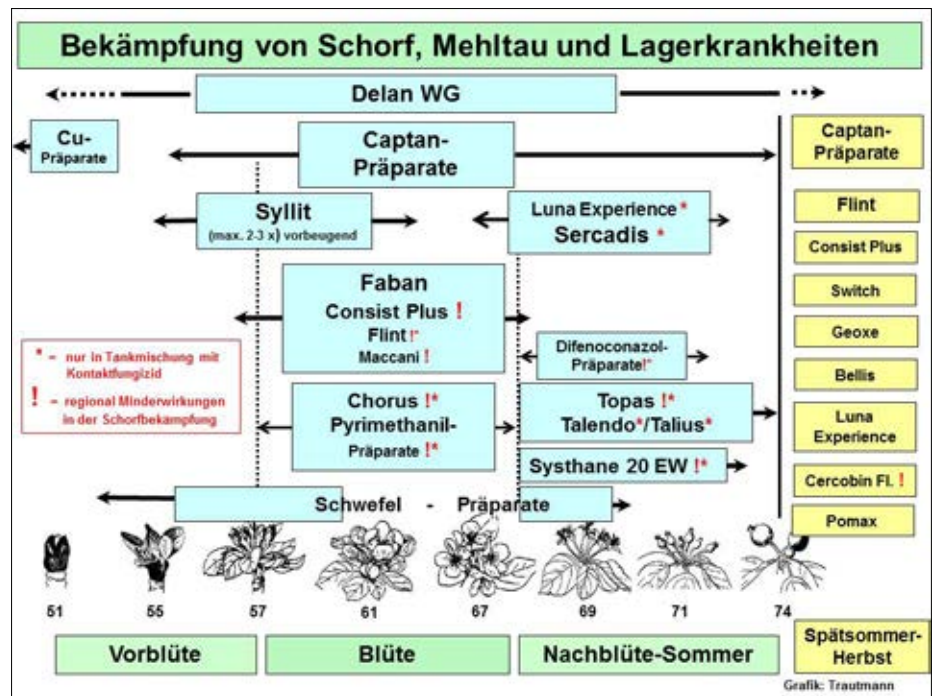 Bekämpfung von Schorf, Mehltau und Lagerkrankheiten
Delan WG
Cu-
Präparate
Captan-
Präparate
Captan-
Präparate
Syllit
(max. 2-3 x) vorbeugend
Luna Experience *
Sercadis *
Flint
Consist Plus
Switch
Geoxe
Bellis
Luna
Experience
Cercobin Fl. !
Pomax
Faban
Consist Plus !
Flint !*
Maccani !
Difenoconazol-
Präparate!*
* - nur in Tankmischung mit
Kontaktfungizid
! - regional Minderwirkungen
in der Schorfbekämpfung
Chorus !*
Pyrimethanil-
Präparate !*
Topas !*
Talendo*/Talius*
Systhane 20 EW !*
Schwefel - Präparate
51 55 57 61 67 69 71 74
Vorblüte Blüte Nachblüte-Sommer
Spätsommer-
Herbst
Grafik: Trautmann